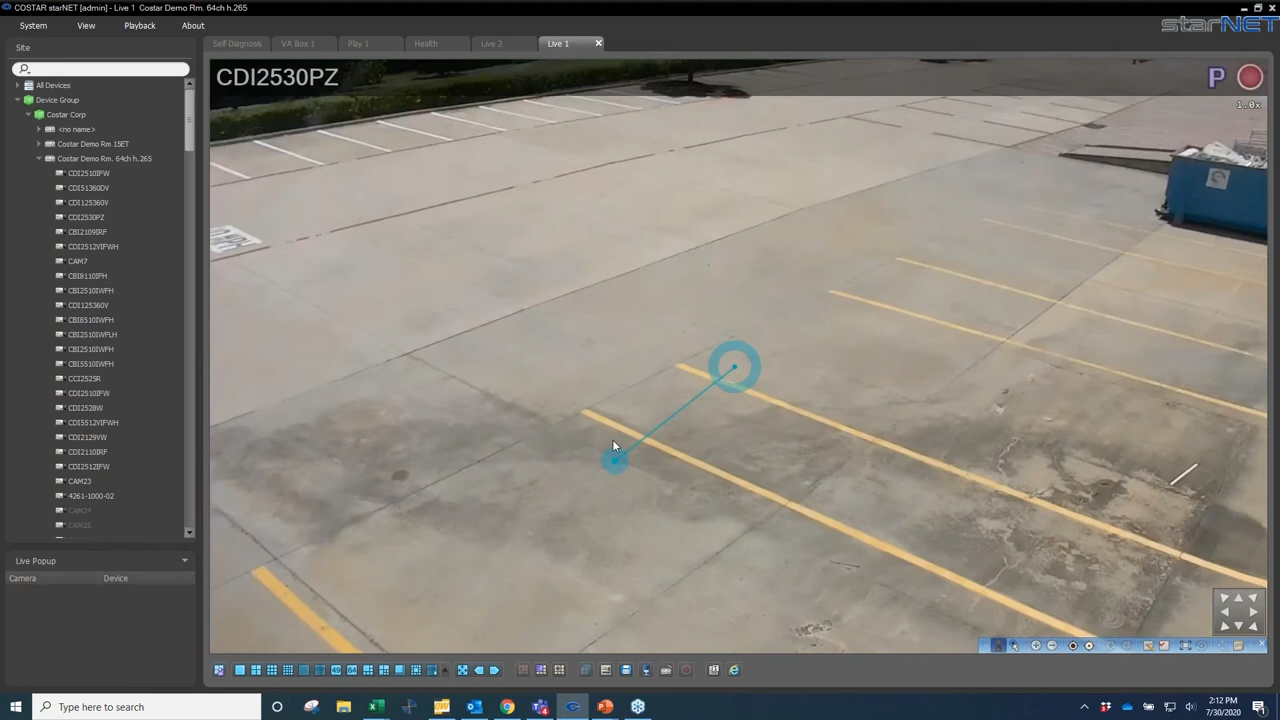 COSTAR starNET [admin] - Live 1 Costar Demo Rm. 64ch h.265
System View Playback About
starNET
Site
Self-Diagnosis VA Box 1 Play 1 Health Live 2 Live 1
All Devices
Device Group
Costar Corp
<no name>
Costar Demo Rm 15ET
Costar Demo Rm. 64ch h.265
CDI2510IFW
CDI51360DV
CDI125360V
CDI2530PZ
CBI2109IRF
CDI2512VIFWH
CAM7
CBI8110IFH
CBI2510IWFH
CDI125360V
CBI8510IWFH
CBI2510IWFLH
CBI2510IWFH
CBI5510IWFH
CCI2525R
CDI2510IFW
CDI2528W
CDI5512VIFWH
CDI2129VW
CDI2110IRF
CDI2512IFW
CAM23
4261-1000-02
CAM24
CAM25
Live Popup
Camera Device
CDI2530PZ
P
1.0x
49 64
Type here to search
2:12 PM
7/30/2020